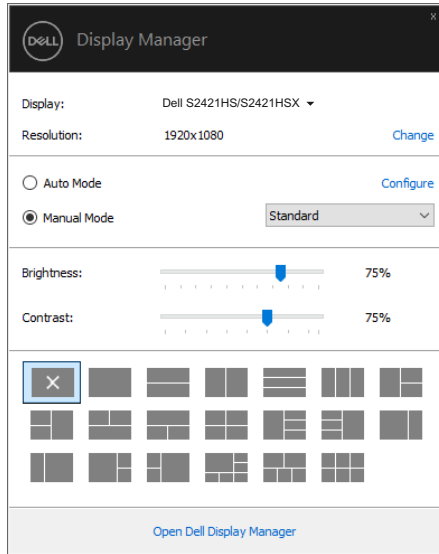 x
DELL Display Manager
Display: Dell S2421HS/S2421HSX
Resolution: 1920x1080 Change
Auto Mode Configure
Manual Mode Standard
Brightness: 75%
Contrast: 75%
Open Dell Display Manager